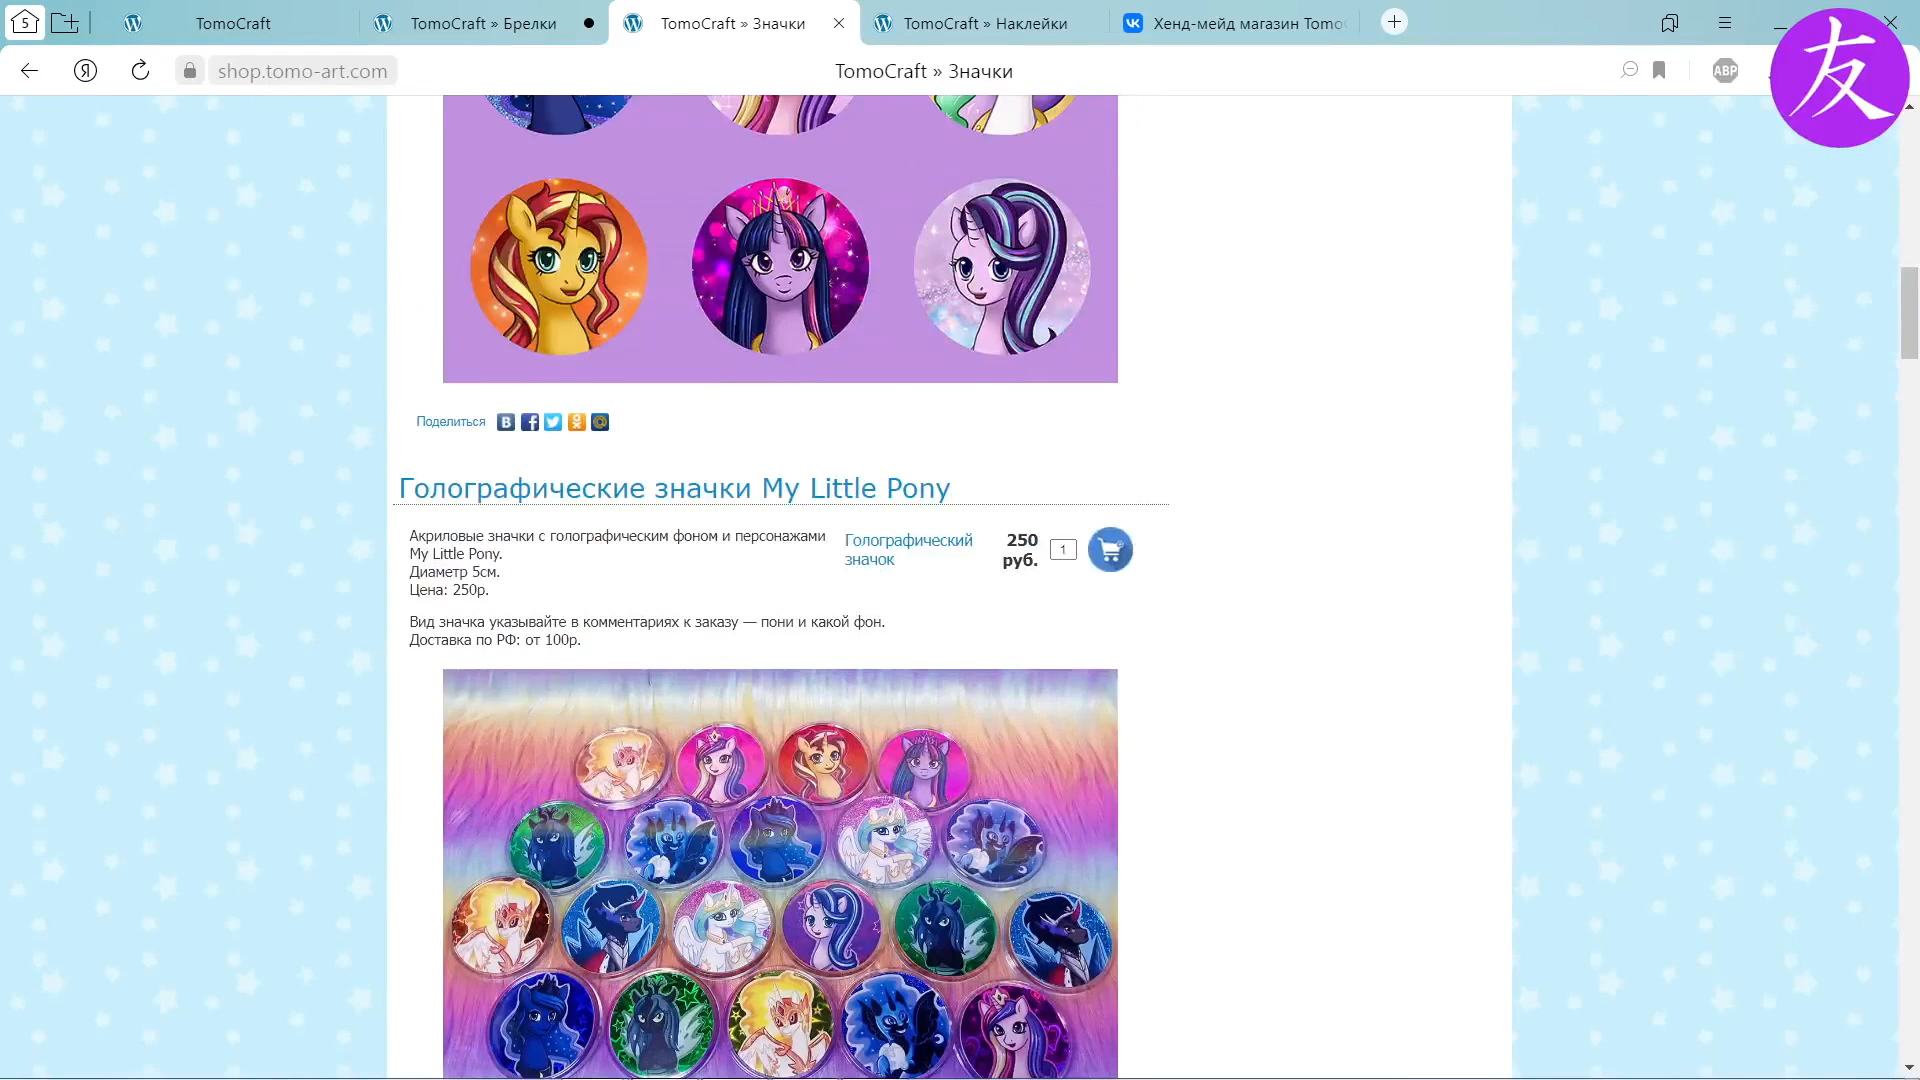 5
TomoCraft
TomoCraft » Брелки
TomoCraft » Значки
TomoCraft » Наклейки
Хенд-мейд магазин Tomo
友
Я
shop.tomo-art.com
TomoCraft » Значки
ABP
Поделиться
Голографические значки My Little Pony
Акриловые значки с голографическим фоном и персонажами
My Little Pony.
Диаметр 5см.
Цена: 250р.
Голографический
значок
250
руб.
1
Вид значка указывайте в комментариях к заказу — пони и какой фон.
Доставка по РФ: от 100р.